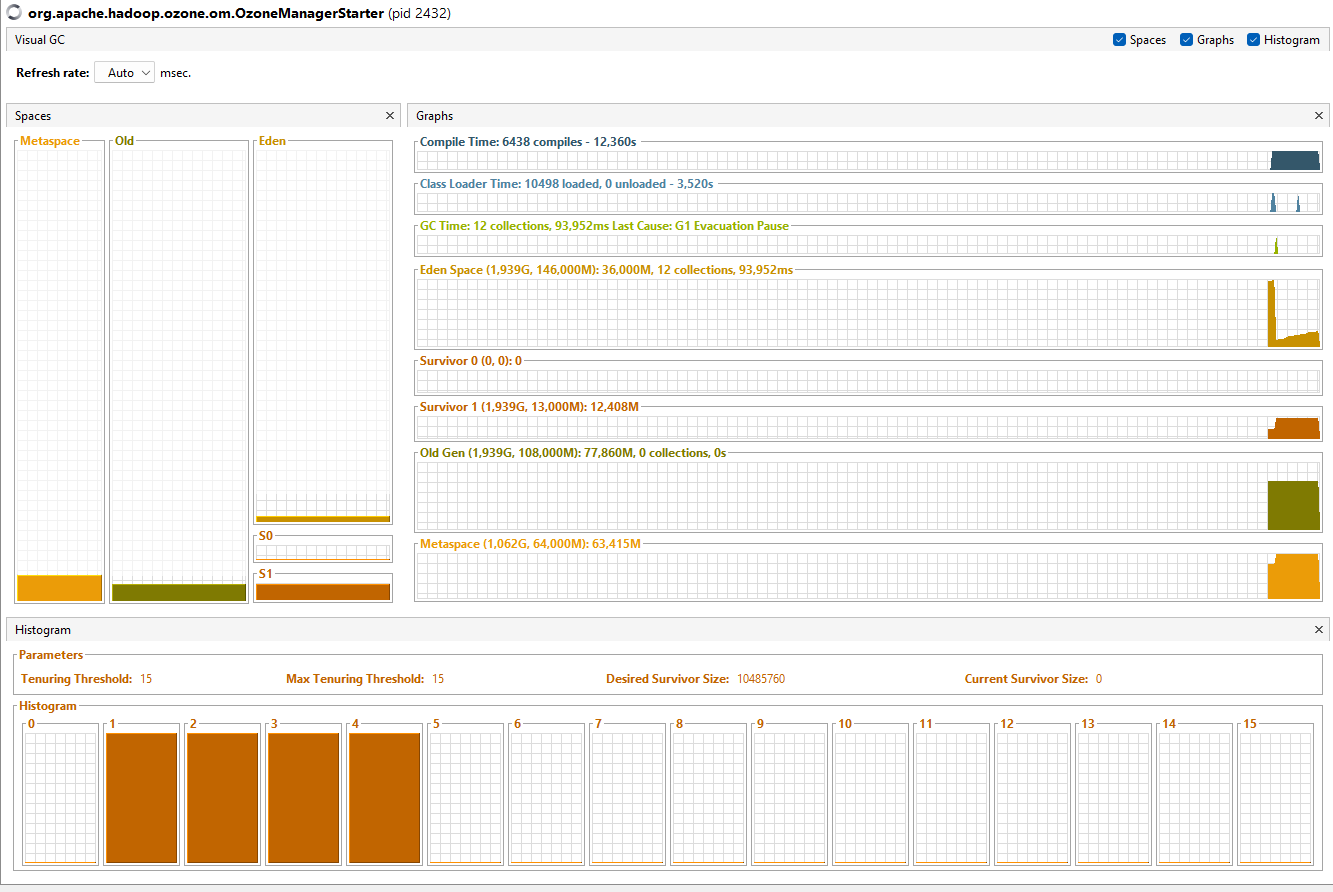 org.apache.hadoop.ozone.om.OzoneManagerStarter (pid 2432)
Visual GC
Spaces Graphs Histogram
Refresh rate: Auto msec.
Spaces
Metaspace
Old
Eden
S0
S1
Graphs
Compile Time: 6438 compiles - 12,360s
Class Loader Time: 10498 loaded, 0 unloaded - 3,520s
GC Time: 12 collections, 93,952ms Last Cause: G1 Evacuation Pause
Eden Space (1,939G, 146,000M): 36,000M, 12 collections, 93,952ms
Survivor 0 (0, 0): 0
Survivor 1 (1,939G, 13,000M): 12,408M
Old Gen (1,939G, 108,000M): 77,860M, 0 collections, 0s
Metaspace (1,062G, 64,000M): 63,415M
Histogram
Parameters
Tenuring Threshold: 15 Max Tenuring Threshold: 15 Desired Survivor Size: 10485760 Current Survivor Size: 0
Histogram
0 1 2 3 4 5 6 7 8 9 10 11 12 13 14 15